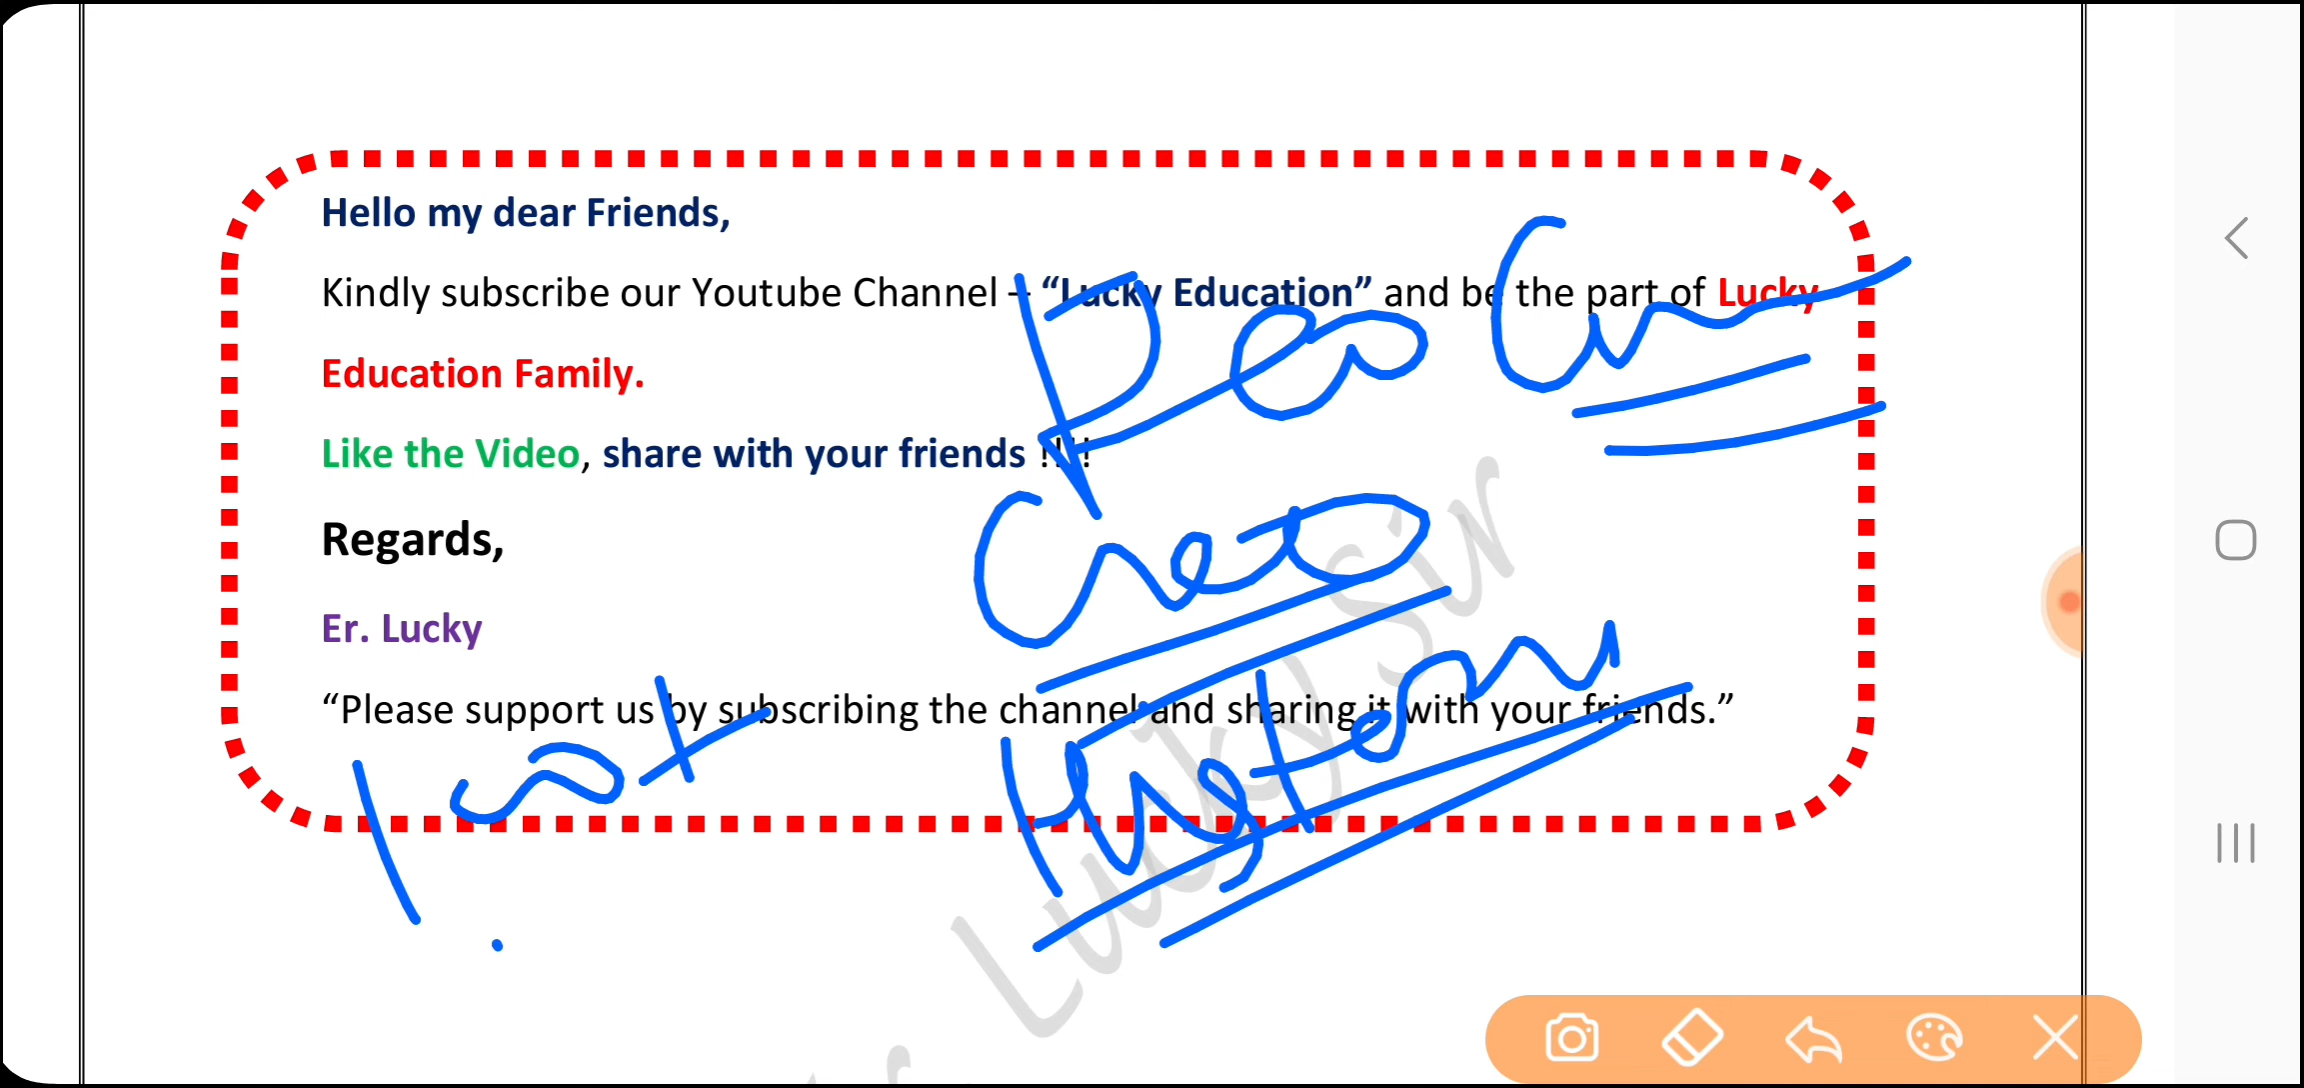 Hello my dear Friends,
Kindly subscribe our Youtube Channel – “Lucky Education” and be the part of Lucky
Education Family.
Like the Video, share with your friends !!!
Regards,
Er. Lucky
“Please support us by subscribing the channel and sharing it with your friends.”
Lucky Sir